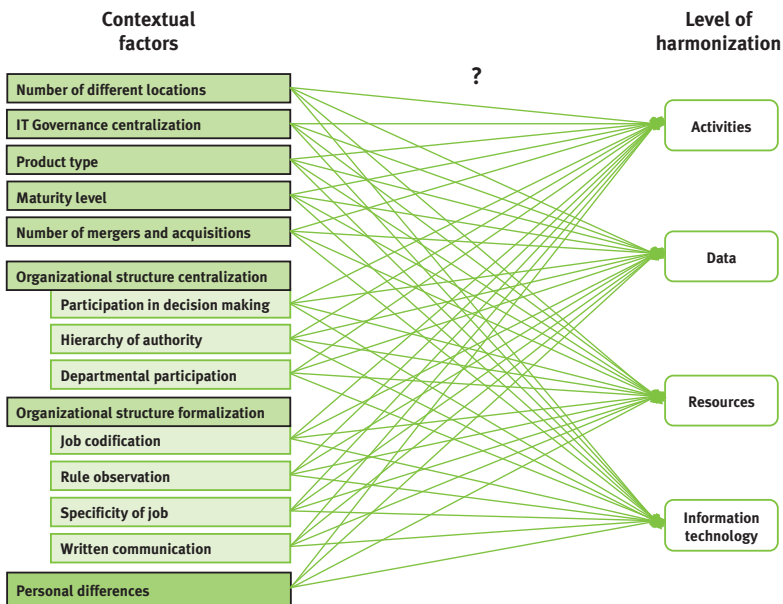 Contextual
factors
Level of
harmonization
?
Number of different locations
IT Governance centralization
Product type
Maturity level
Number of mergers and acquisitions
Organizational structure centralization
Participation in decision making
Hierarchy of authority
Departmental participation
Organizational structure formalization
Job codification
Rule observation
Specificity of job
Written communication
Personal differences
Activities
Data
Resources
Information
technology